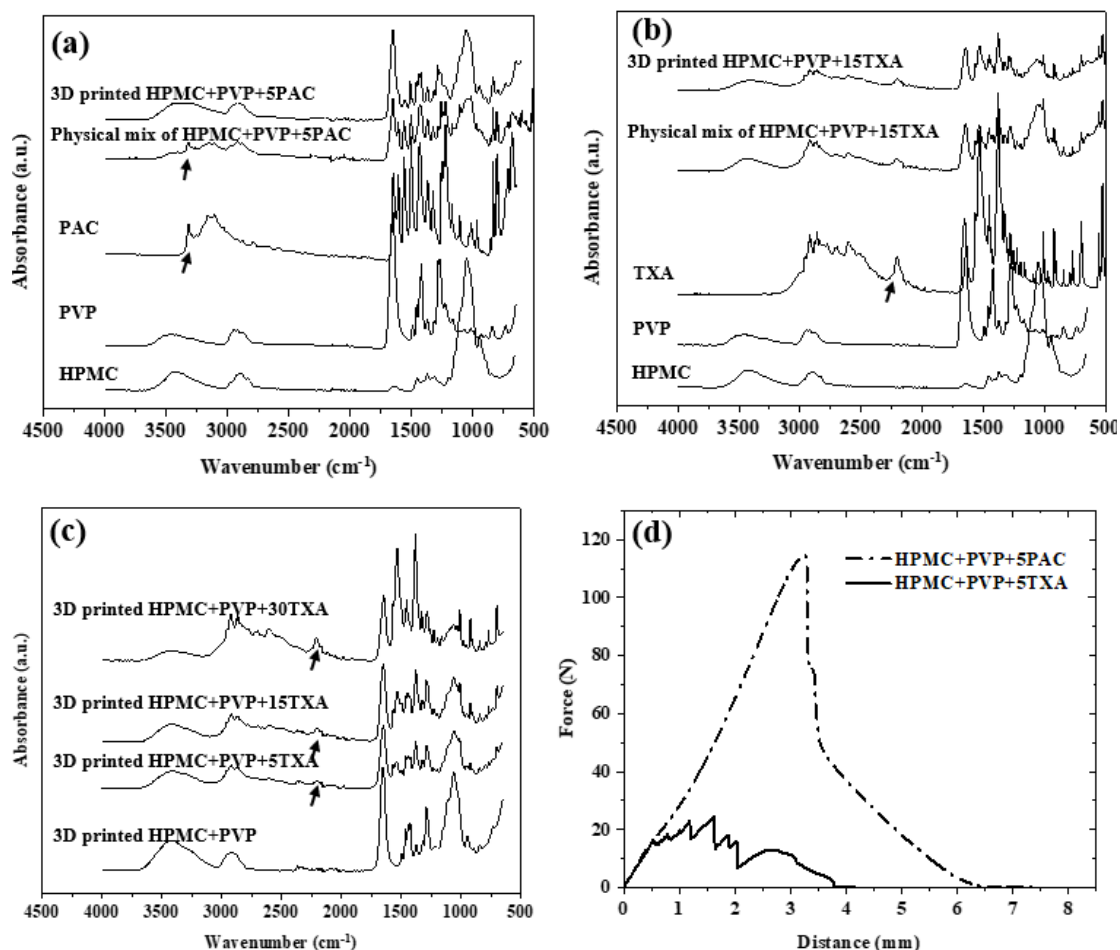 (a)
3D printed HPMC+PVP+5PAC
Physical mix of HPMC+PVP+5PAC
PAC
PVP
HPMC
Absorbance (a.u.)
4500 4000 3500 3000 2500 2000 1500 1000 500
Wavenumber (cm-1)
(b)
3D printed HPMC+PVP+15TXA
Physical mix of HPMC+PVP+15TXA
TXA
PVP
HPMC
Absorbance (a.u.)
4500 4000 3500 3000 2500 2000 1500 1000 500
Wavenumber (cm-1)
(c)
3D printed HPMC+PVP+30TXA
3D printed HPMC+PVP+15TXA
3D printed HPMC+PVP+5TXA
3D printed HPMC+PVP
Absorbance (a.u.)
4500 4000 3500 3000 2500 2000 1500 1000 500
Wavenumber (cm-1)
(d)
HPMC+PVP+5PAC
HPMC+PVP+5TXA
120
100
80
60
40
20
0
Force (N)
0 1 2 3 4 5 6 7 8
Distance (mm)